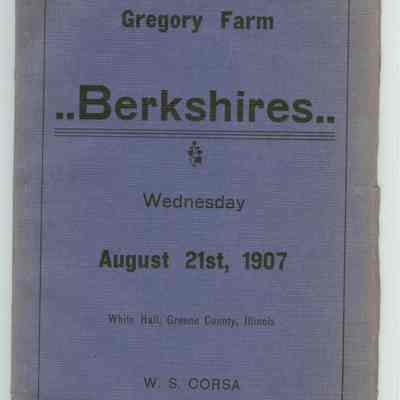 Gregory Farm
..Berkshires..
Wednesday
August 21st, 1907
White Hall, Greene County, Illinois
W. S. CORSA